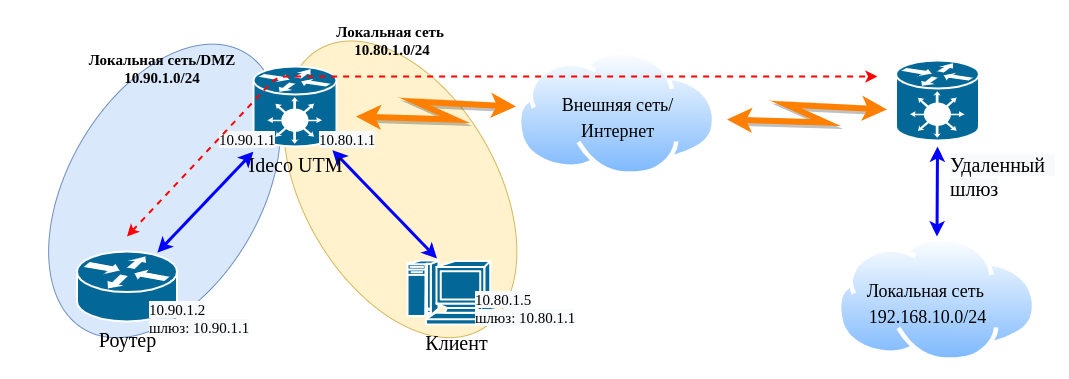 Локальная сеть
10.80.1.0/24
Локальная сеть/DMZ
10.90.1.0/24
Внешняя сеть/
Интернет
10.90.1.1
10.80.1.1
Ideco UTM
Удаленный
шлюз
Локальная сеть
192.168.10.0/24
10.90.1.2
шлюз: 10.90.1.1
Роутер
10.80.1.5
шлюз: 10.80.1.1
Клиент